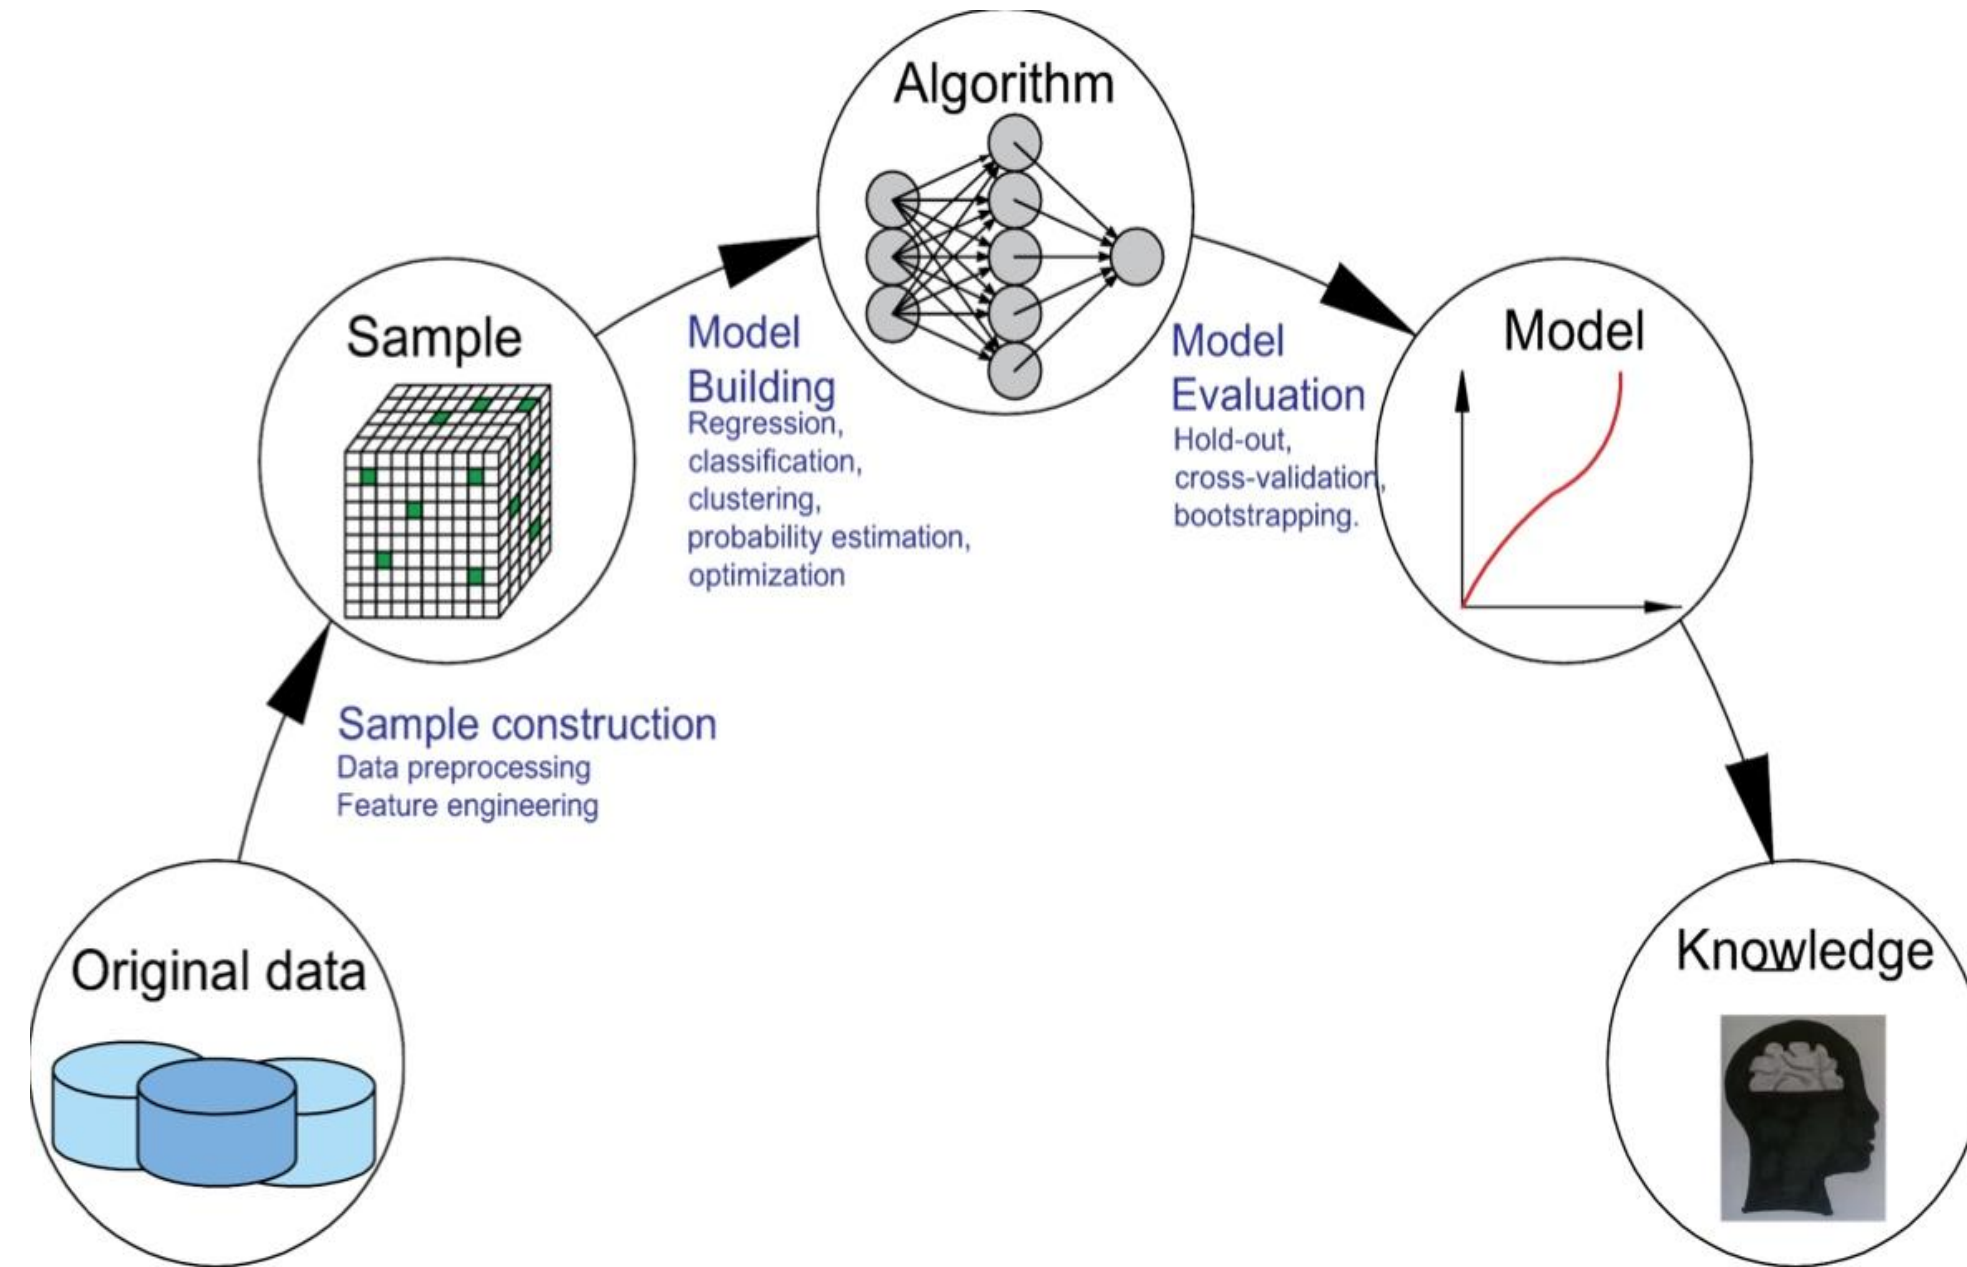 Algorithm
Sample
Model
Building
Regression,
classification,
clustering,
probability estimation,
optimization
Model
Evaluation
Hold-out,
cross-validation,
bootstrapping.
Model
Sample construction
Data preprocessing
Feature engineering
Original data
Knowledge